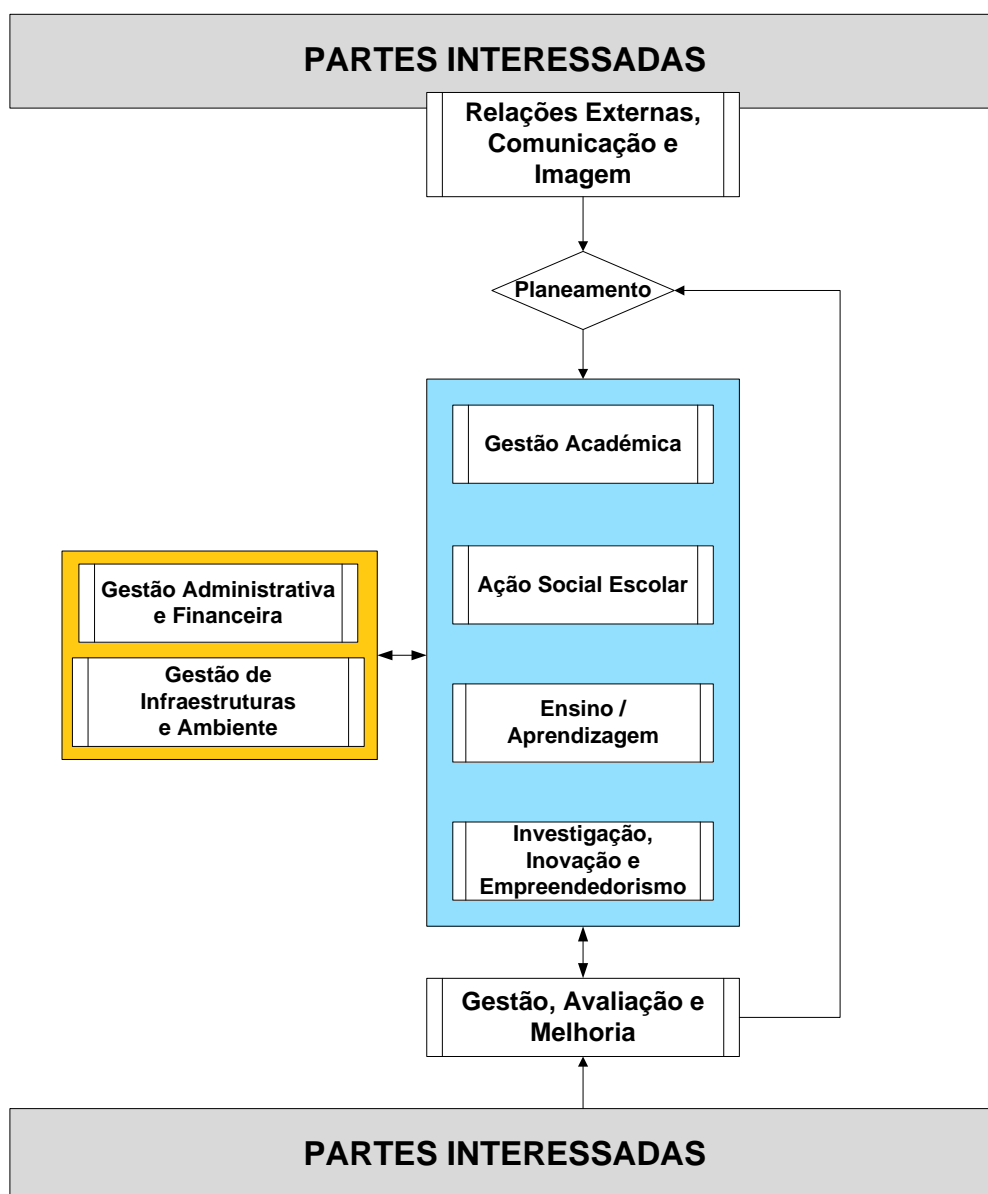 PARTES INTERESSADAS
Relações Externas,
Comunicação e
Imagem
Planeamento
Gestão Académica
Ação Social Escolar
Gestão Administrativa
e Financeira
Gestão de
Infraestruturas
e Ambiente
Ensino /
Aprendizagem
Investigação,
Inovação e
Empreendedorismo
Gestão, Avaliação e
Melhoria
PARTES INTERESSADAS